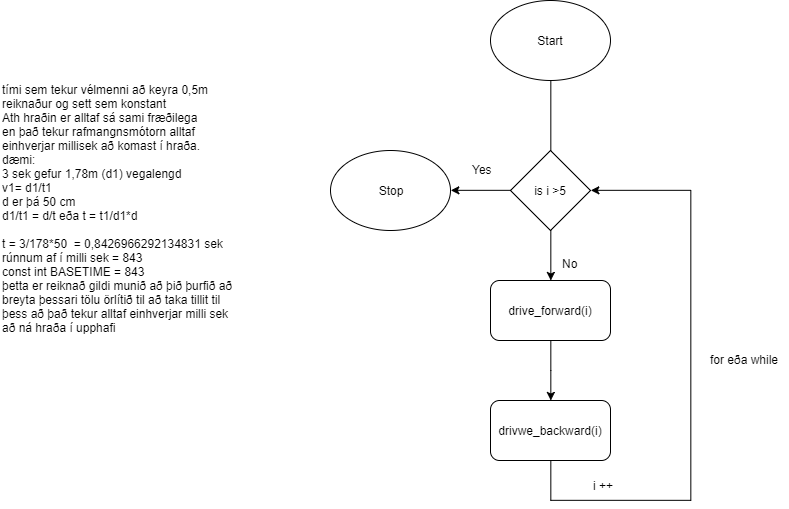 tími sem tekur vélmenni að keyra 0,5m
reiknaður og sett sem konstant
Ath hraðin er alltaf sá sami fræðilega
en það tekur rafmangnsmótorn alltaf
einhverjar millisek að komast í hraða.
dæmi:
3 sek gefur 1,78m (d1) vegalengd
v1= d1/t1
d er þá 50 cm
d1/t1 = d/t eða t = t1/d1*d
t = 3/178*50 = 0,8426966292134831 sek
rúnnum af í milli sek = 843
const int BASETIME = 843
þetta er reiknað gildi munið að þið þurfið að
breyta þessari tölu örlítið til að taka tillit til
þess að það tekur alltaf einhverjar milli sek
að ná hraða í upphafi
Start
Yes
Stop
is i >5
No
drive_forward(i)
for eða while
drivwe_backward(i)
i ++